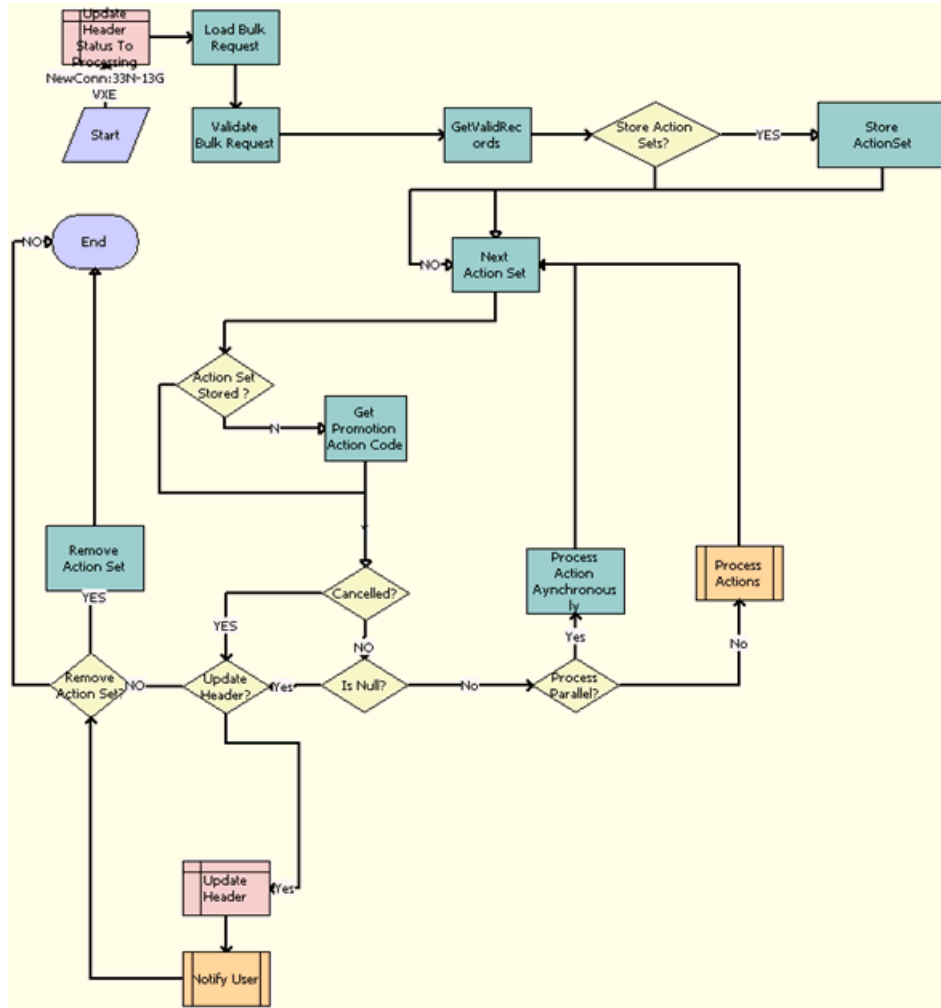 Update
Header
Status To
Processing
Load Bulk
Request
NewConn:33N-13G
VXE
Start
Validate
Bulk Request
GetValidRec
ords
Store Action
Sets?
YES
Store
ActionSet
NO
End
Next
Action Set
NO
Action Set
Stored ?
N
Get
Promotion
Action Code
Y
Remove
Action Set
YES
Cancelled?
YES
NO
Process
Action
Aynchronous
ly
Process
Actions
Yes
No
Remove
Action Set?
NO
Update
Header?
Yes
Is Null?
No
Process
Parallel?
Update
Header
Yes
Notify User